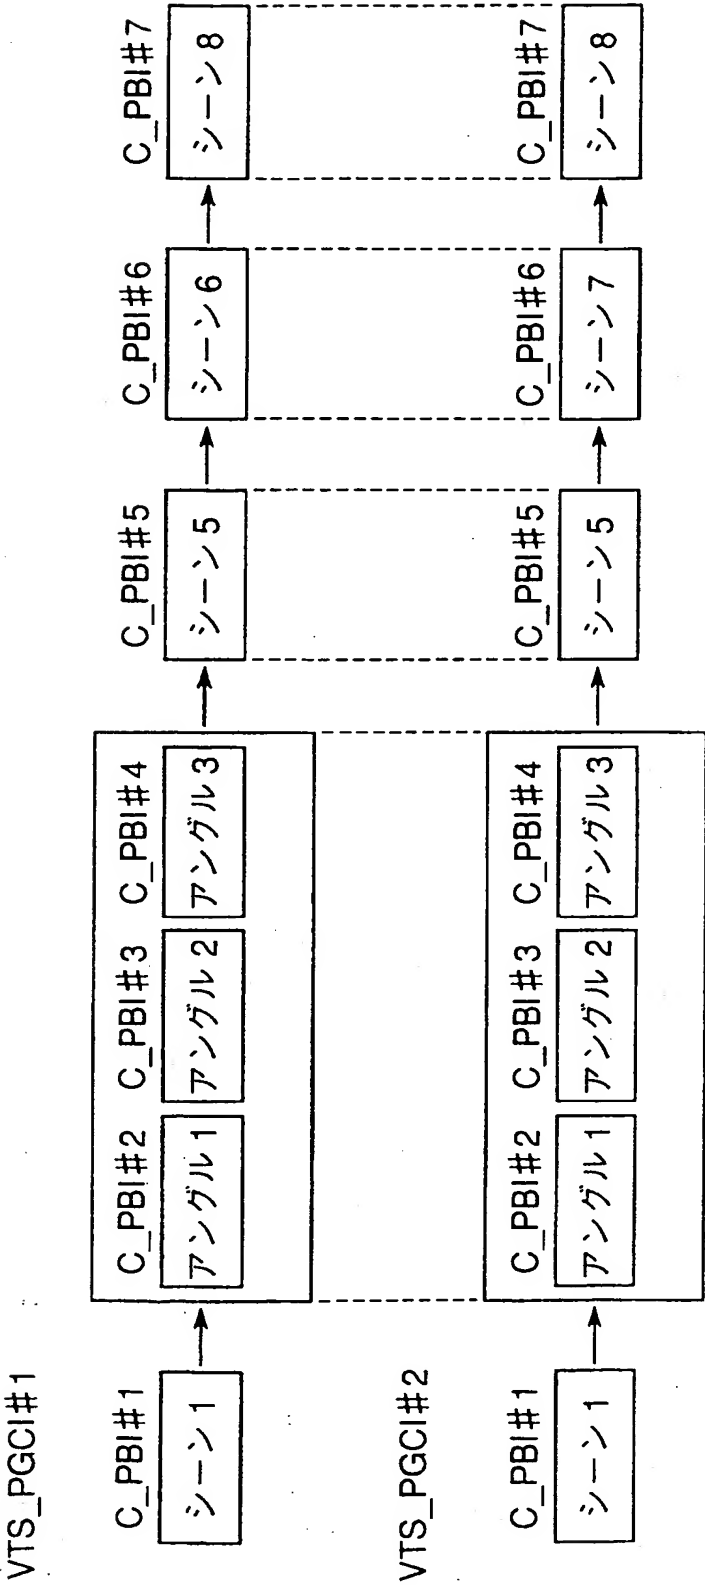 VTS_PGCI#1
C_PBI#1
シーン1
C_PBI#2
アングル1
C_PBI#3
アングル2
C_PBI#4
アングル3
C_PBI#5
シーン5
C_PBI#6
シーン6
C_PBI#7
シーン8
VTS_PGCI#2
C_PBI#1
シーン1
C_PBI#2
アングル1
C_PBI#3
アングル2
C_PBI#4
アングル3
C_PBI#5
シーン5
C_PBI#6
シーン7
C_PBI#7
シーン8